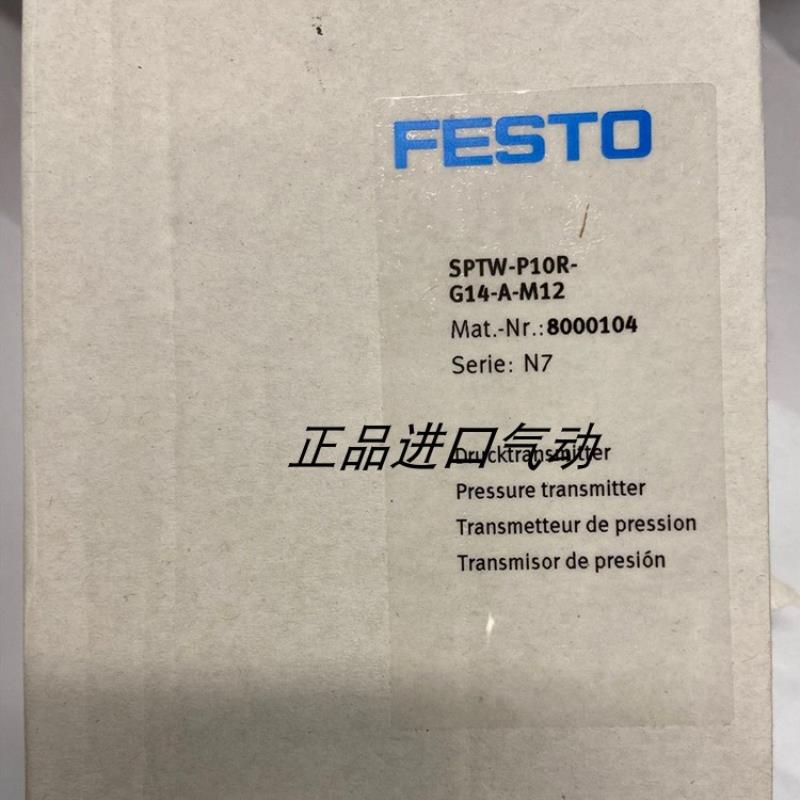 FESTO
SPTW-P10R-
G14-A-M12
Mat.-Nr.: 8000104
Serie: N7
正品进口气动
Drucktransmitter
Pressure transmitter
Transmetteur de pression
Transmisor de presión